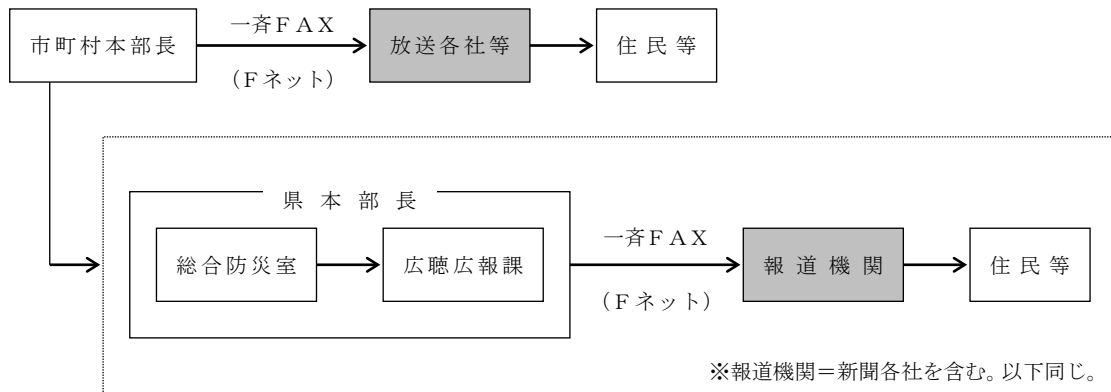 一斉ＦＡＸ
市町村本部長
放送各社等
住民等
（Ｆネット）
県本部長
総合防災室
広聴広報課
一斉ＦＡＸ
報道機関
住民等
（Ｆネット）
※報道機関＝新聞各社を含む。以下同じ。